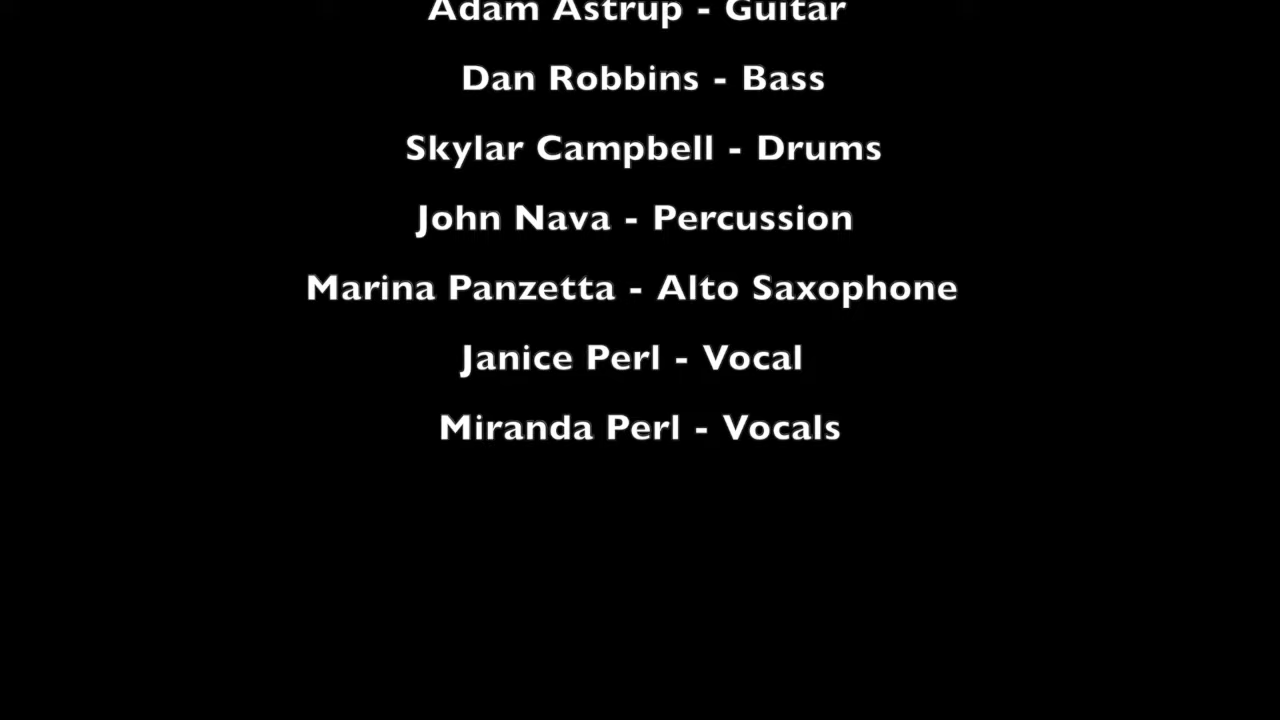 Adam Astrup - Guitar
Dan Robbins - Bass
Skylar Campbell - Drums
John Nava - Percussion
Marina Panzetta - Alto Saxophone
Janice Perl - Vocal
Miranda Perl - Vocals